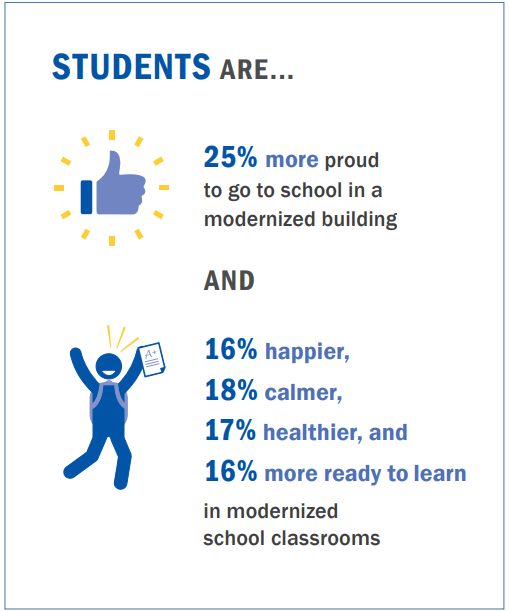 STUDENTS ARE...
25% more proud
to go to school in a
modernized building
AND
A+
16% happier,
18% calmer,
17% healthier, and
16% more ready to learn
in modernized
school classrooms